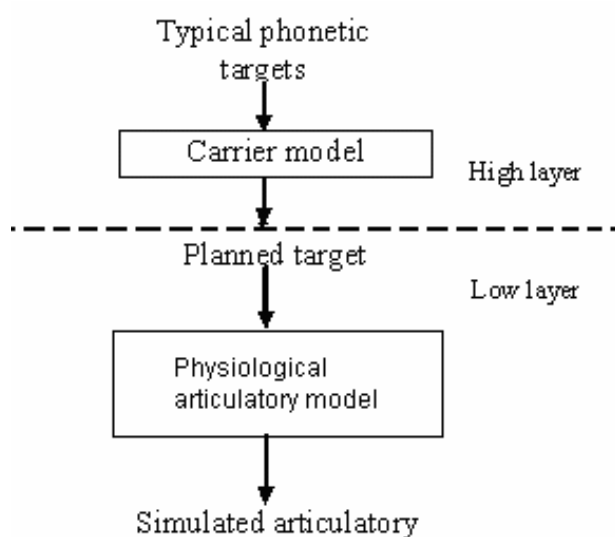 Typical phonetic
targets
Carrier model
High layer
Planned target
Low layer
Physiological
articulatory model
Simulated articulatory